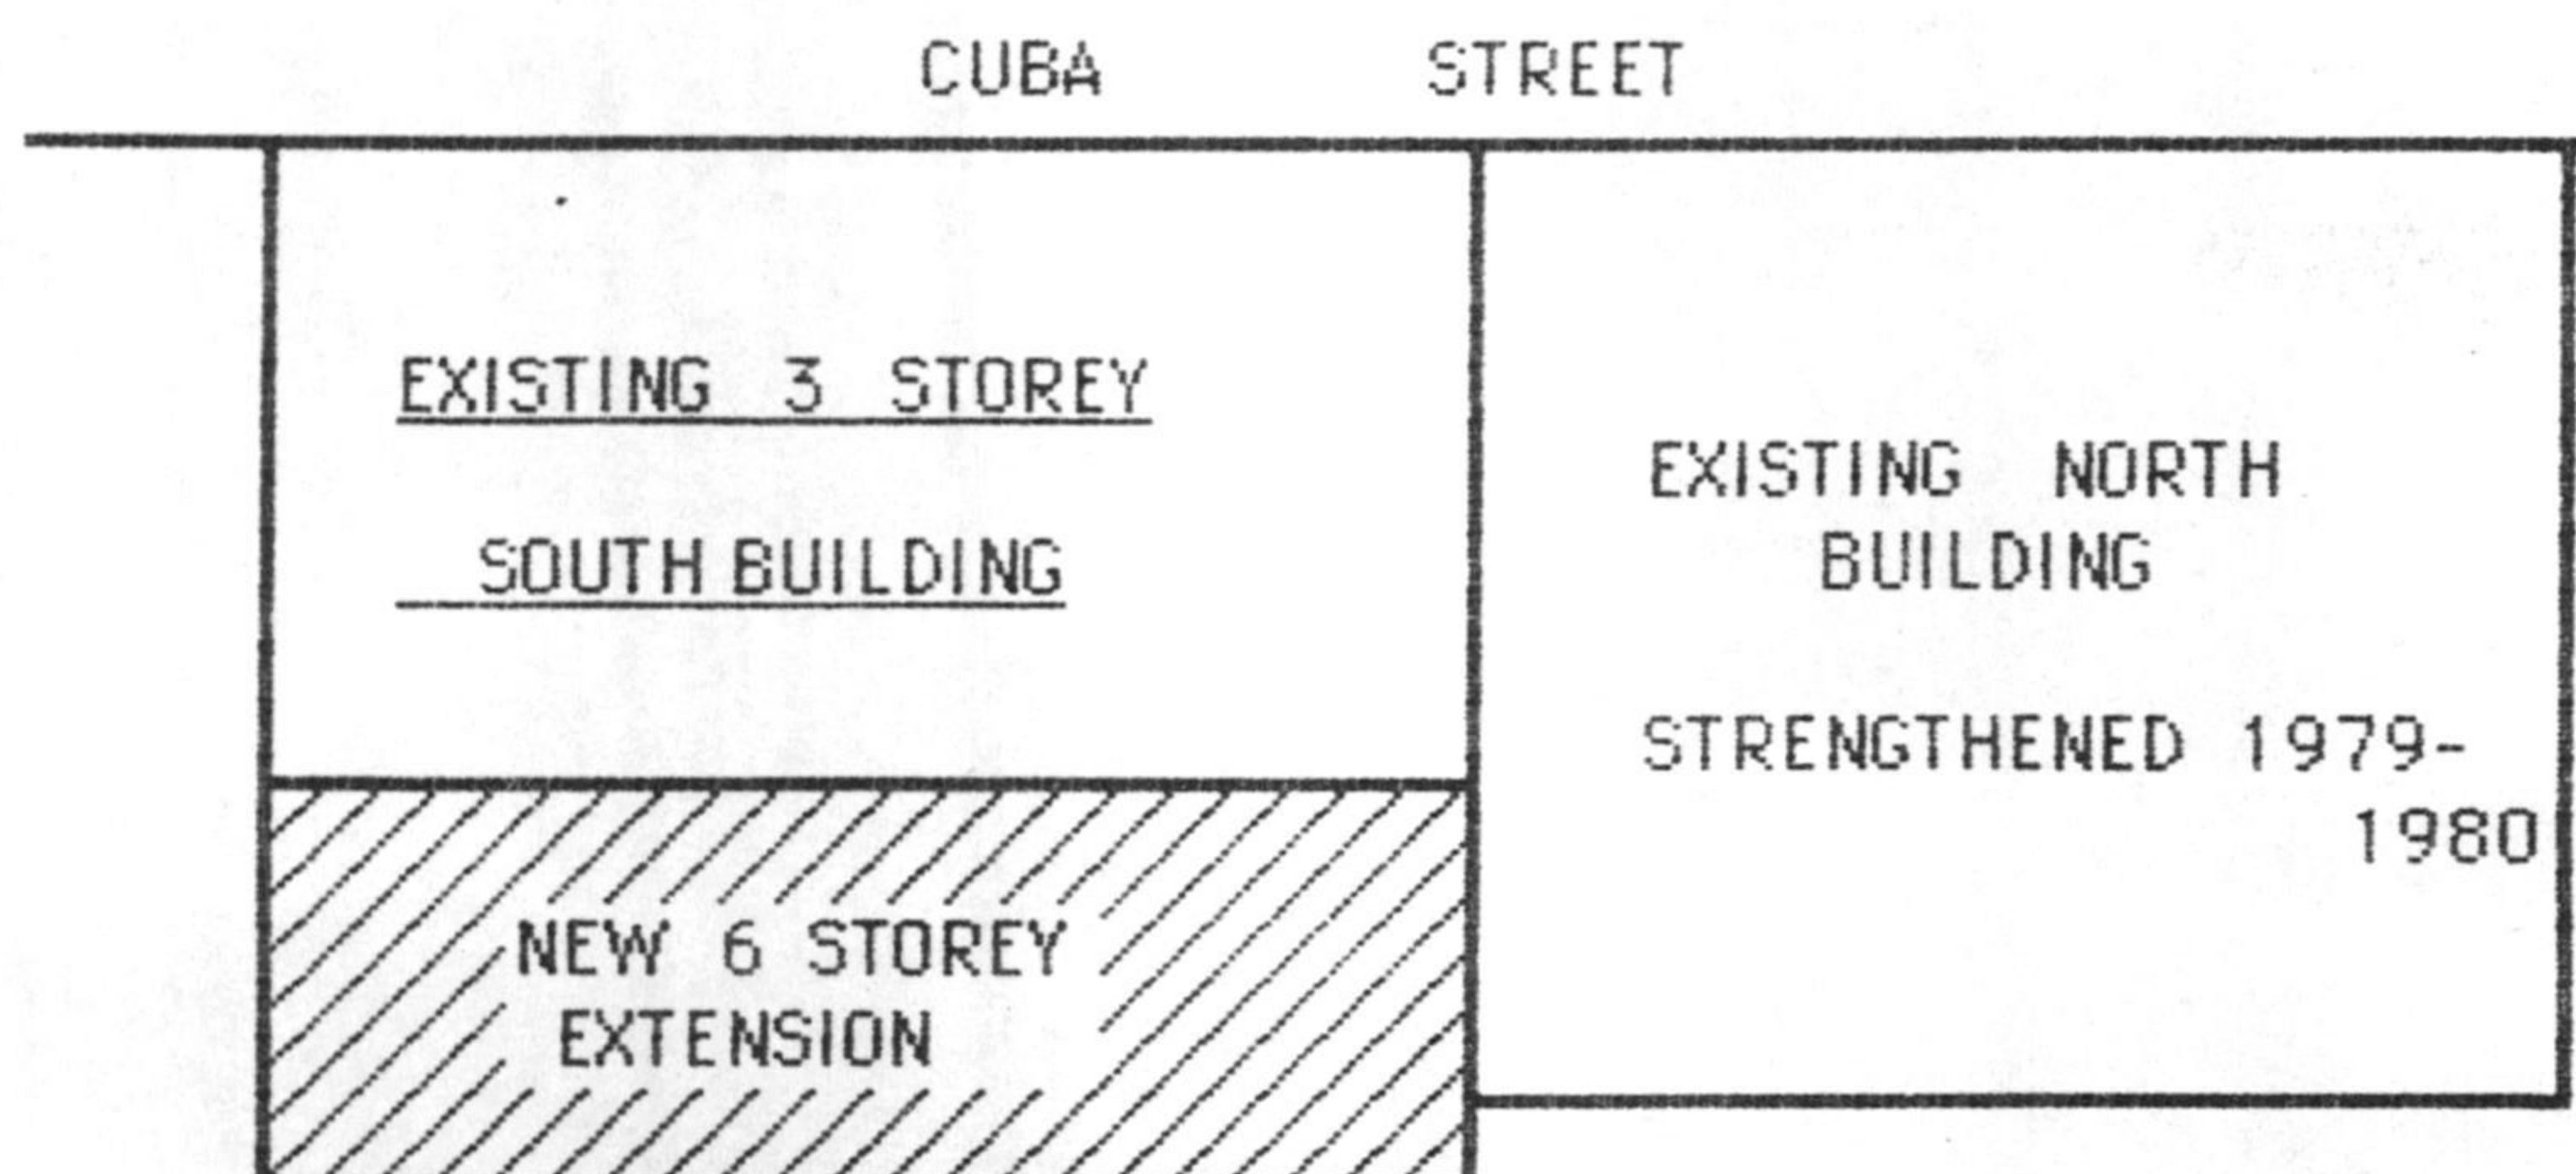 CUBA STREET
EXISTING 3 STOREY
SOUTH BUILDING
EXISTING NORTH
BUILDING
STRENGTHENED 1979-
1980
NEW 6 STOREY
EXTENSION